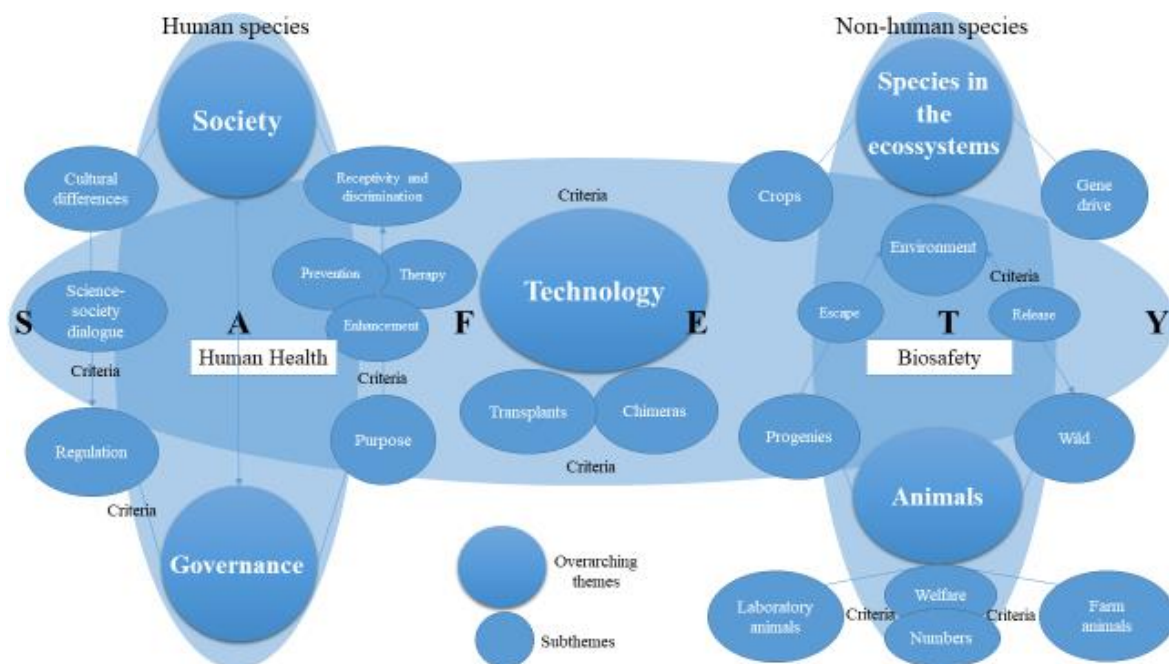 Human species
Non-human species
Society
Species in
the
ecosystems
Cultural
differences
Receptivity and
discrimination
Criteria
Crops
Gene
drive
Environment
Prevention
Therapy
Technology
Criteria
Science-
society
dialogue
Escape
Release
S
A
F
E
T
Y
Enhancement
Human Health
Biosafety
Criteria
Criteria
Transplants
Chimeras
Regulation
Purpose
Progenies
Wild
Criteria
Criteria
Animals
Governance
Overarching
themes
Subthemes
Laboratory
animals
Criteria
Welfare
Numbers
Criteria
Farm
animals